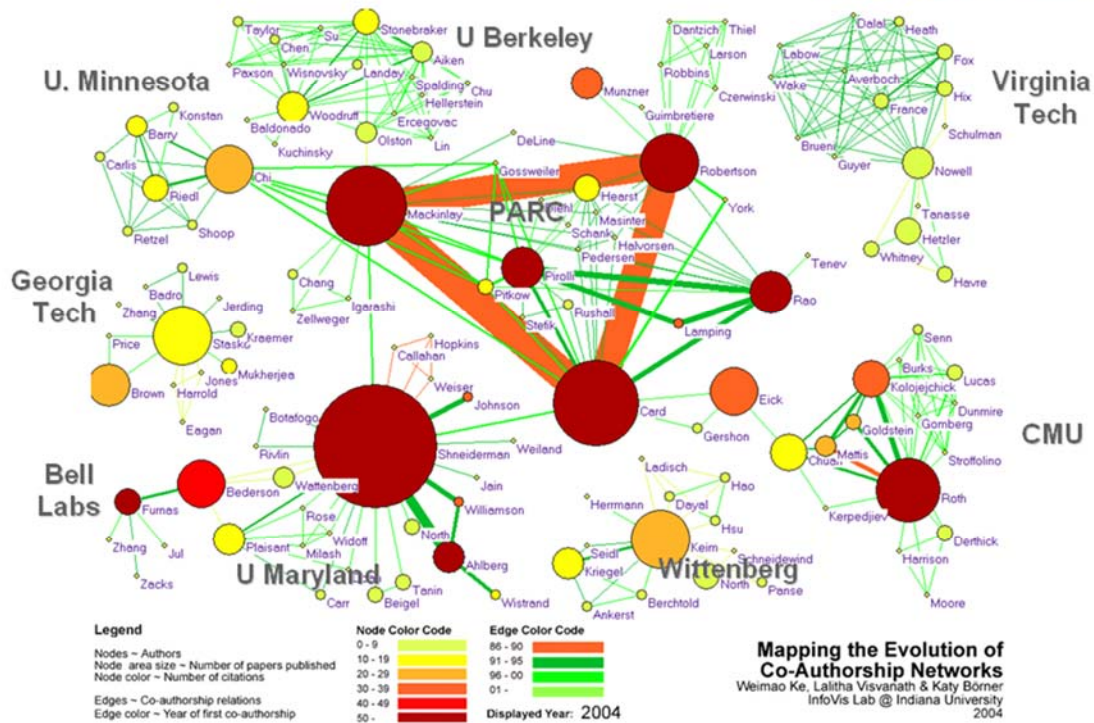 Taylor
Su
Stonebraker
U Berkeley
Chen
Aiken
Paxson
Wisnovsky
Landay
Spalding
Chu
Hellerstein
Woodruff
Ercegovac
Baldonado
Olston
Lin
Kuchinsky
Dantzich
Thiel
Larson
Robbins
Munzner
Czerwinski
Guimbretiere
DeLine
Gossweiler
Robertson
Dalal
Heath
Labow
Fox
Wake
Averboch
Hix
France
Virginia
Tech
Schulman
Brueni
Guyer
Nowell
Tanasse
Hetzler
Whitney
Havre
U. Minnesota
Konstan
Barry
Carlis
Chi
Riedl
Retzel
Shoop
Mackinlay
PARC
Hearst
York
Masinter
Schank
Halvorsen
Pedersen
Tenev
Pirolli
Rao
Pitkow
Rushall
Stefik
Lamping
Chang
Igarashi
Zellweger
Georgia
Tech
Lewis
Badro
Zhang
Jerding
Price
Stasko
Kraemer
Mukherjea
Jones
Brown
Harrold
Eagan
Hopkins
Callahan
Weiser
Johnson
Card
Eick
Gershon
Botafogo
Shneiderman
Weiland
Rivlin
Wattenberg
Jain
Bell
Labs
Bederson
Furnas
Williamson
Rose
North
Zhang
Jul
Plaisant
Widoff
Milash
Ahlberg
Zacks
U Maryland
Tanin
Carr
Beigel
Wistrand
Senn
Burks
Kolojejchick
Lucas
Dunmire
Goldstein
Gomberg
CMU
Mattis
Chuah
Stroffolino
Roth
Kerpedjiev
Derthick
Harrison
Moore
Ladisch
Hao
Herrmann
Dayal
Hsu
Seidl
Keim
Schneidewind
Wittenberg
Kriegel
North
Panse
Berchtold
Ankerst
Legend
Nodes ~ Authors
Node area size ~ Number of papers published
Node color ~ Number of citations
Edges ~ Co-authorship relations
Edge color ~ Year of first co-authorship
Node Color Code
0 - 9
10 - 19
20 - 29
30 - 39
40 - 49
50 -
Edge Color Code
86 - 90
91 - 95
96 - 00
01 -
Displayed Year: 2004
Mapping the Evolution of
Co-Authorship Networks
Weimao Ke, Lalitha Visvanath & Katy Börner
InfoVis Lab @ Indiana University
2004